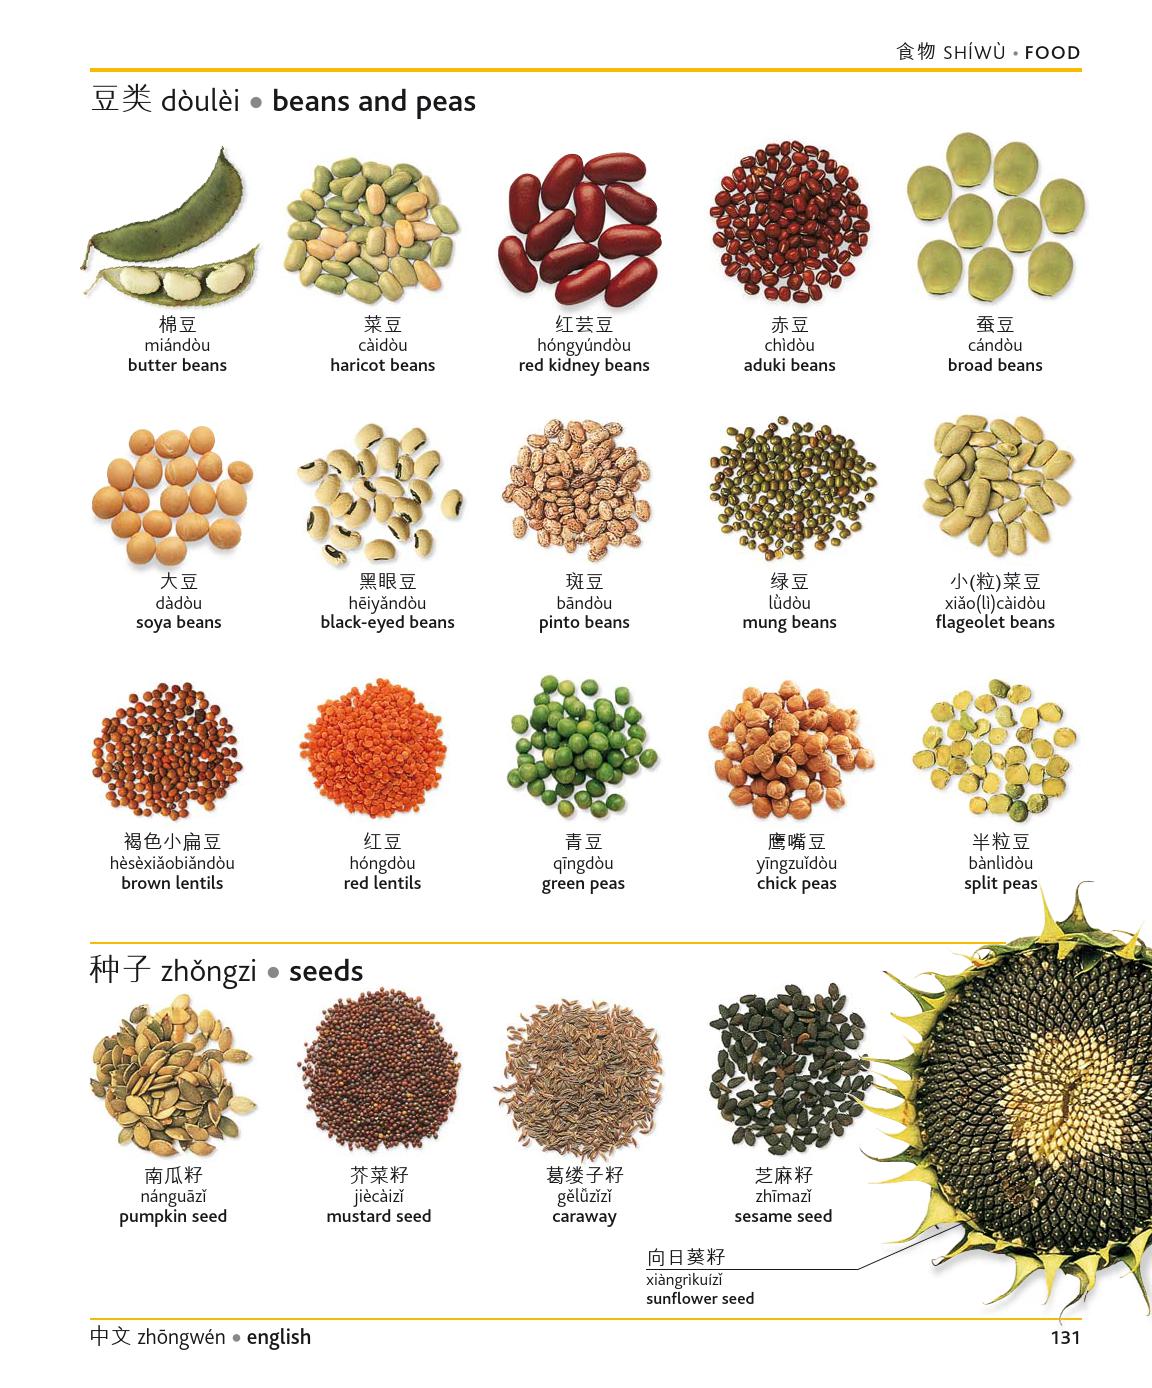 食物 SHÍWÙ • FOOD
豆类 dòulèi • beans and peas
棉豆
miándòu
butter beans
菜豆
càidòu
haricot beans
红芸豆
hóngyúndòu
red kidney beans
赤豆
chìdòu
aduki beans
蚕豆
cándòu
broad beans
大豆
dàdòu
soya beans
黑眼豆
hēiyǎndòu
black-eyed beans
斑豆
bāndòu
pinto beans
绿豆
lǜdòu
mung beans
小(粒)菜豆
xiǎo(lì)càidòu
flageolet beans
褐色小扁豆
hèsèxiǎobiǎndòu
brown lentils
红豆
hóngdòu
red lentils
青豆
qīngdòu
green peas
鹰嘴豆
yīngzuǐdòu
chick peas
半粒豆
bànlìdòu
split peas
种子 zhǒngzi • seeds
南瓜籽
nánguāzǐ
pumpkin seed
芥菜籽
jiècàizǐ
mustard seed
葛缕子籽
gělǚzǐzǐ
caraway
芝麻籽
zhīmazǐ
sesame seed
向日葵籽
xiàngrìkuízǐ
sunflower seed
中文 zhōngwén • english
131